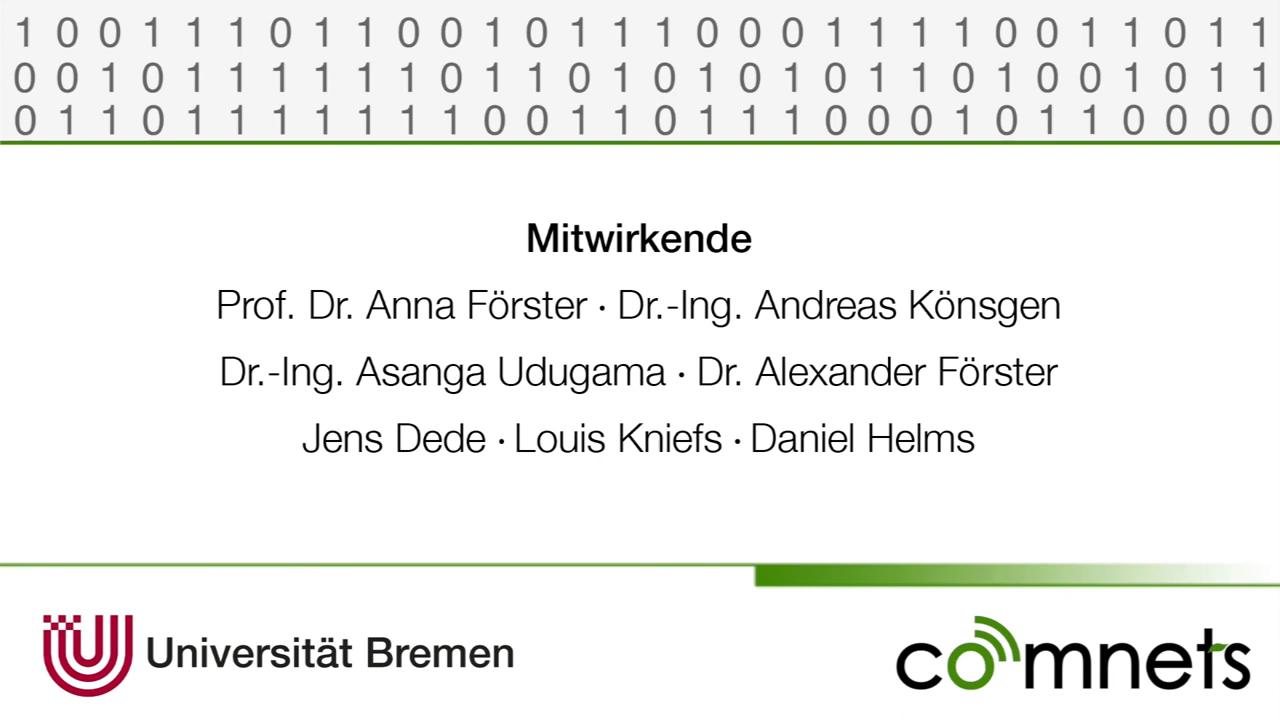 1 0 0 1 1 1 0 1 1 0 0 1 0 1 1 1 0 0 0 1 1 1 1 0 0 1 1 0 1 1
0 0 1 0 1 1 1 1 1 1 0 1 1 0 1 0 1 0 1 0 1 1 0 1 0 0 1 0 1 1
0 1 1 0 1 1 1 1 1 1 1 0 0 1 1 0 1 1 1 0 0 0 1 0 1 1 0 0 0 0
Mitwirkende
Prof. Dr. Anna Förster · Dr.-Ing. Andreas Könsgen
Dr.-Ing. Asanga Udugama · Dr. Alexander Förster
Jens Dede · Louis Kniefs · Daniel Helms
Universität Bremen
comnets